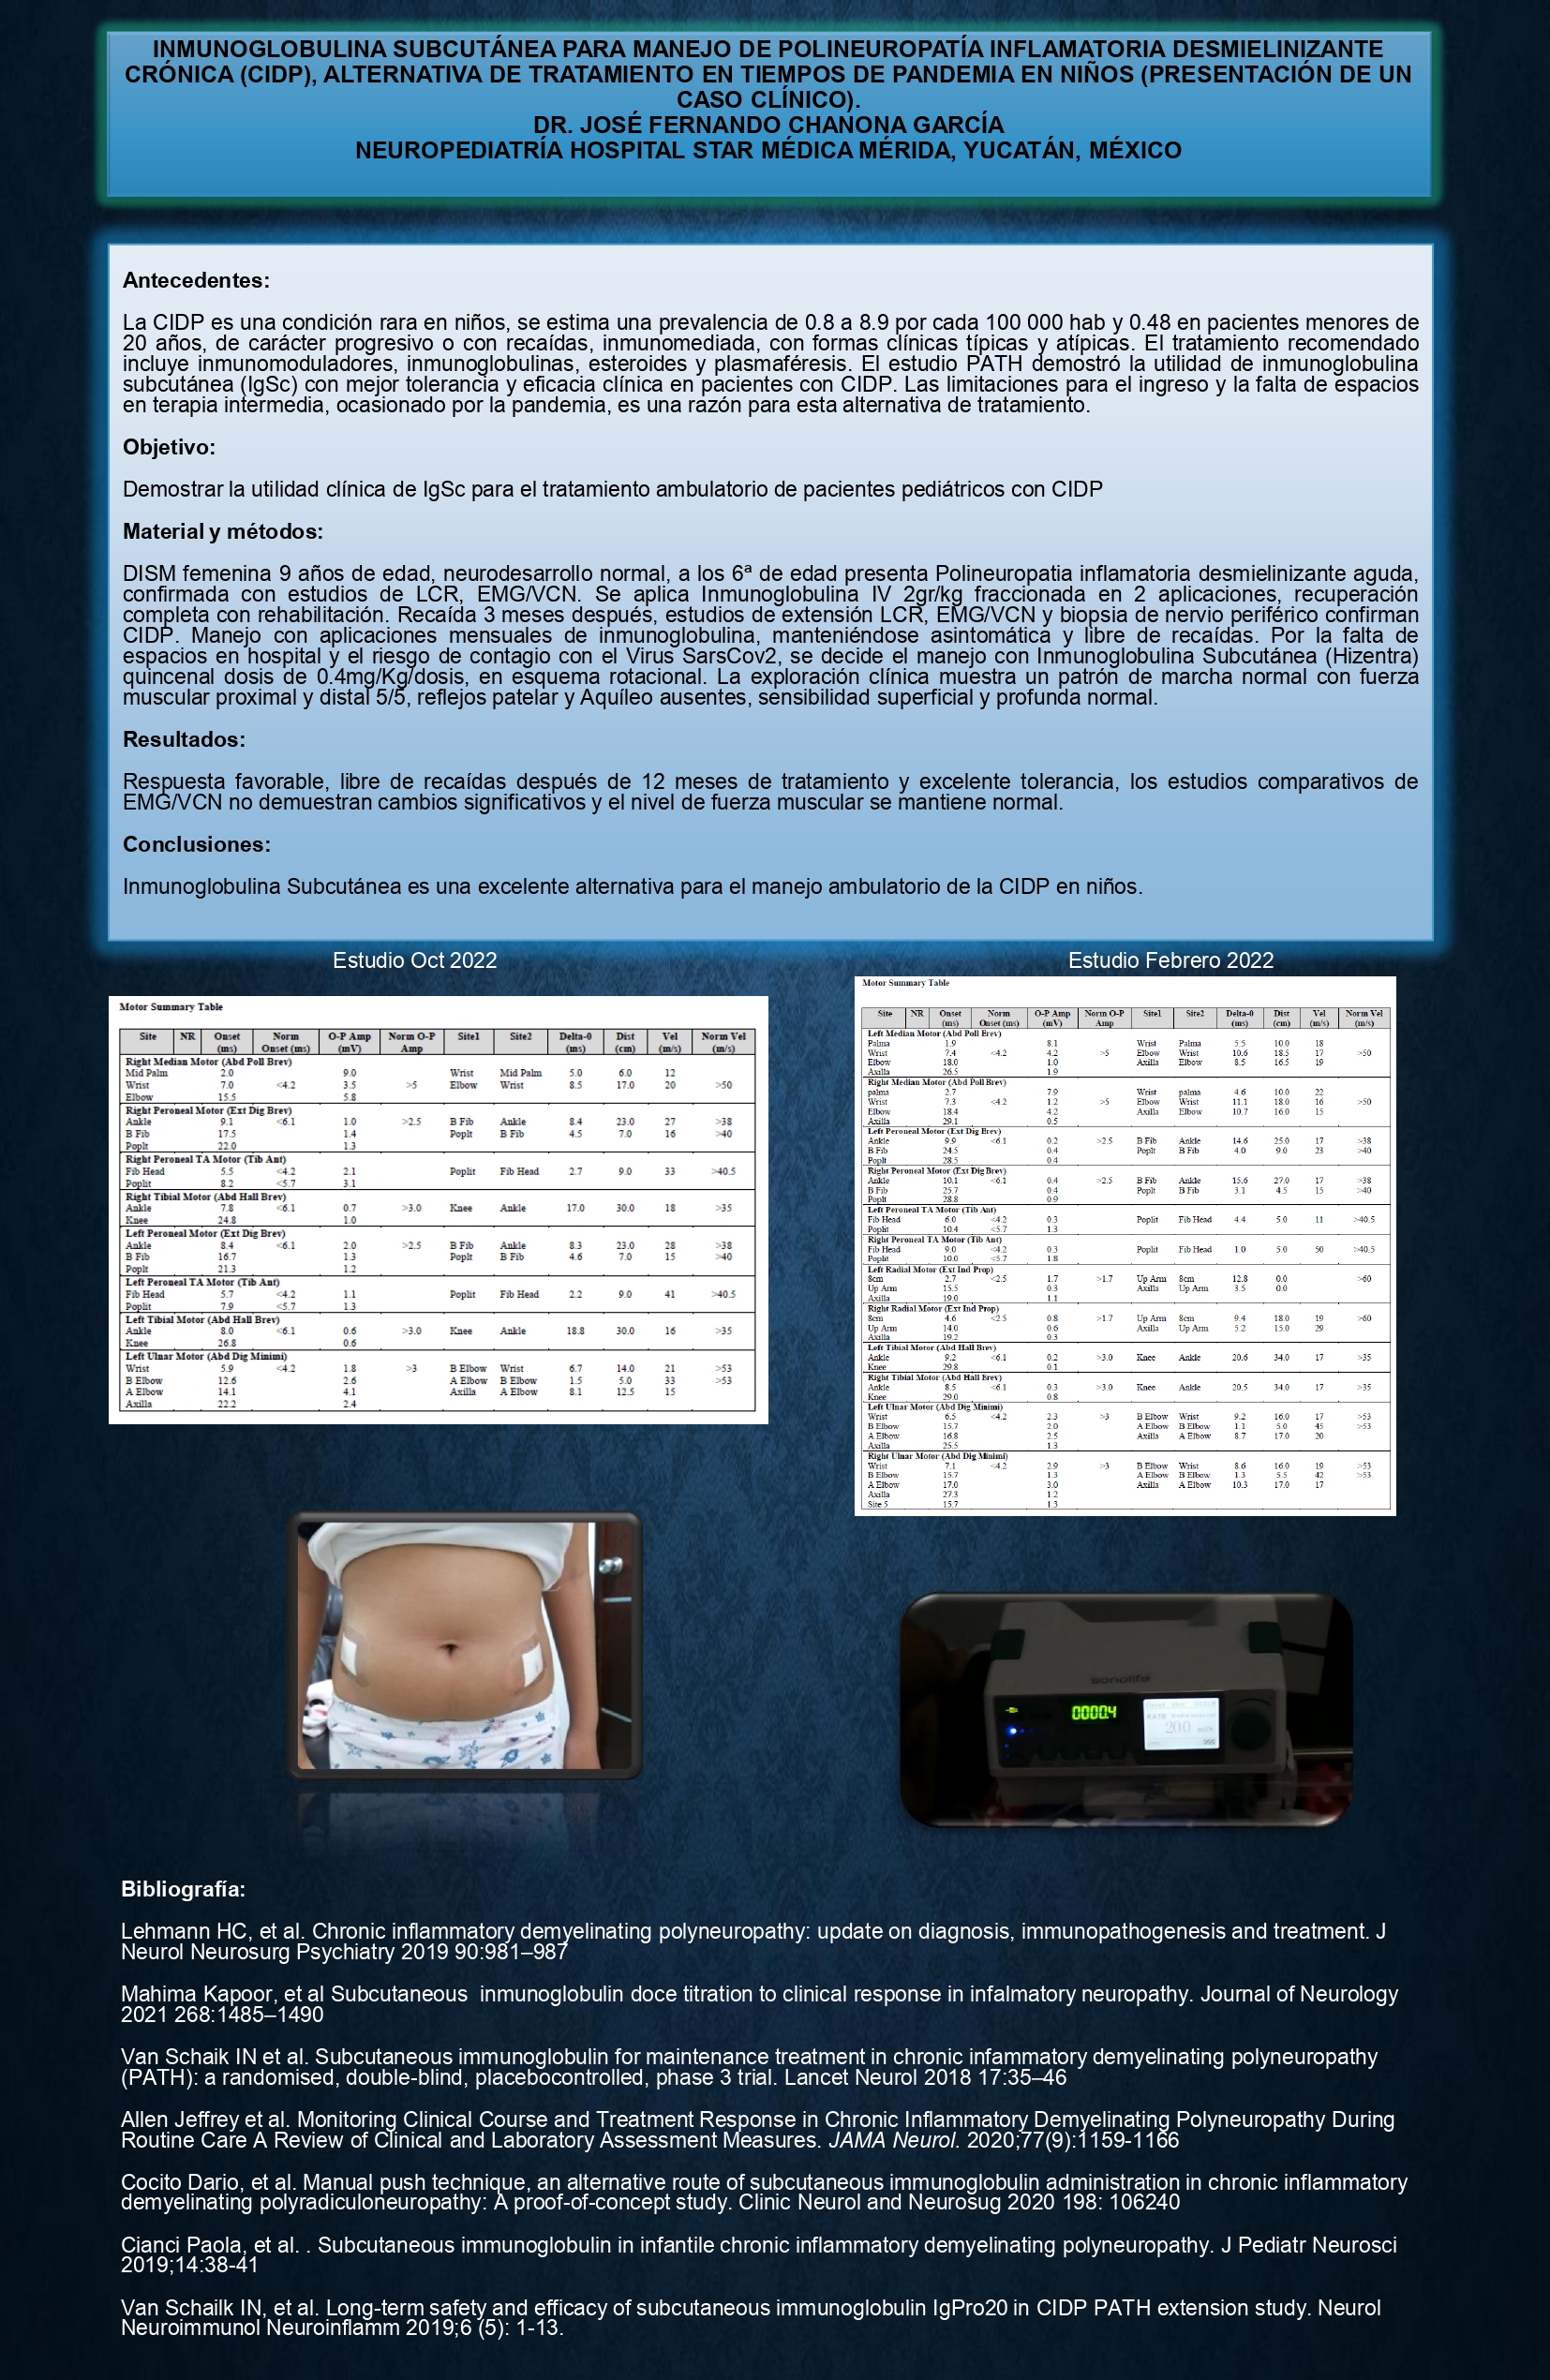 INMUNOGLOBULINA SUBCUTÁNEA PARA MANEJO DE POLINEUROPATÍA INFLAMATORIA DESMIELINIZANTE
CRÓNICA (CIDP), ALTERNATIVA DE TRATAMIENTO EN TIEMPOS DE PANDEMIA EN NIÑOS (PRESENTACIÓN DE UN
CASO CLÍNICO).
DR. JOSÉ FERNANDO CHANONA GARCÍA
NEUROPEDIATRÍA HOSPITAL STAR MÉDICA MÉRIDA, YUCATÁN, MÉXICO
Antecedentes:
La CIDP es una condición rara en niños, se estima una prevalencia de 0.8 a 8.9 por cada 100 000 hab y 0.48 en pacientes menores de
20 años, de carácter progresivo o con recaídas, inmunomediada, con formas clínicas típicas y atípicas. El tratamiento recomendado
incluye inmunomoduladores, inmunoglobulinas, esteroides y plasmaféresis. El estudio PATH demostró la utilidad de inmunoglobulina
subcutánea (IgSc) con mejor tolerancia y eficacia clínica en pacientes con CIDP. Las limitaciones para el ingreso y la falta de espacios
en terapia intermedia, ocasionado por la pandemia, es una razón para esta alternativa de tratamiento.
Objetivo:
Demostrar la utilidad clínica de IgSc para el tratamiento ambulatorio de pacientes pediátricos con CIDP
Material y métodos:
DISM femenina 9 años de edad, neurodesarrollo normal, a los 6ª de edad presenta Polineuropatia inflamatoria desmielinizante aguda,
confirmada con estudios de LCR, EMG/VCN. Se aplica Inmunoglobulina IV 2gr/kg fraccionada en 2 aplicaciones, recuperación
completa con rehabilitación. Recaída 3 meses después, estudios de extensión LCR, EMG/VCN y biopsia de nervio periférico confirman
CIDP. Manejo con aplicaciones mensuales de inmunoglobulina, manteniéndose asintomática y libre de recaídas. Por la falta de
espacios en hospital y el riesgo de contagio con el Virus SarsCov2, se decide el manejo con Inmunoglobulina Subcutánea (Hizentra)
quincenal dosis de 0.4mg/Kg/dosis, en esquema rotacional. La exploración clínica muestra un patrón de marcha normal con fuerza
muscular proximal y distal 5/5, reflejos patelar y Aquíleo ausentes, sensibilidad superficial y profunda normal.
Resultados:
Respuesta favorable, libre de recaídas después de 12 meses de tratamiento y excelente tolerancia, los estudios comparativos de
EMG/VCN no demuestran cambios significativos y el nivel de fuerza muscular se mantiene normal.
Conclusiones:
Inmunoglobulina Subcutánea es una excelente alternativa para el manejo ambulatorio de la CIDP en niños.
Estudio Oct 2022
Motor Summary Table
Site NR Onset (ms) Norm Onset (ms) O-P Amp (mV) Norm O-P Amp Site1 Site2 Delta-0 (ms) Dist (cm) Vel (m/s) Norm Vel (m/s)
Right Median Motor (Abd Poll Brev)
Mid Palm 2.0 9.0 Wrist Mid Palm 5.0 6.0 12
Wrist 7.0 <4.2 3.5 >5 Elbow Wrist 8.5 17.0 20 >50
Elbow 15.5 5.8
Right Peroneal Motor (Ext Dig Brev)
Ankle 9.1 <6.1 1.0 >2.5 B Fib Ankle 8.4 23.0 27 >38
B Fib 17.5 1.4 Poplt B Fib 4.5 7.0 16 >40
Poplt 22.0 1.3
Right Peroneal TA Motor (Tib Ant)
Fib Head 5.5 <4.2 2.1 Poplit Fib Head 2.7 9.0 33 >40.5
Poplit 8.2 <5.7 3.1
Right Tibial Motor (Abd Hall Brev)
Ankle 7.8 <6.1 0.7 >3.0 Knee Ankle 17.0 30.0 18 >35
Knee 24.8 1.0
Left Peroneal Motor (Ext Dig Brev)
Ankle 8.4 <6.1 2.0 >2.5 B Fib Ankle 8.3 23.0 28 >38
B Fib 16.7 1.3 Poplt B Fib 4.6 7.0 15 >40
Poplt 21.3 1.2
Left Peroneal TA Motor (Tib Ant)
Fib Head 5.7 <4.2 1.1 Poplit Fib Head 2.2 9.0 41 >40.5
Poplit 7.9 <5.7 1.3
Left Tibial Motor (Abd Hall Brev)
Ankle 8.0 <6.1 0.6 >3.0 Knee Ankle 18.8 30.0 16 >35
Knee 26.8 0.6
Left Ulnar Motor (Abd Dig Minimi)
Wrist 5.9 <4.2 1.8 >3 B Elbow Wrist 6.7 14.0 21 >53
B Elbow 12.6 2.6 A Elbow B Elbow 1.5 5.0 33 >53
A Elbow 14.1 4.1 Axilla A Elbow 8.1 12.5 15
Axilla 22.2 2.4
Estudio Febrero 2022
Motor Summary Table
Site NR Onset (ms) Norm Onset (ms) O-P Amp (mV) Norm O-P Amp Site1 Site2 Delta-0 (ms) Dist (cm) Vel (m/s) Norm Vel (m/s)
Left Median Motor (Abd Poll Brev)
Palma 1.9 8.1 Wrist Palma 5.5 10.0 18
Wrist 7.4 <4.2 4.2 >5 Elbow Wrist 10.6 18.5 17 >50
Elbow 18.0 1.0 Axilla Elbow 8.5 16.5 19
Axilla 26.5 1.9
Right Median Motor (Abd Poll Brev)
palma 2.7 7.9 Wrist palma 4.6 10.0 22
Wrist 7.3 <4.2 1.2 >5 Elbow Wrist 11.1 18.0 16 >50
Elbow 18.4 4.2 Axilla Elbow 10.7 16.0 15
Axilla 29.1 0.5
Left Peroneal Motor (Ext Dig Brev)
Ankle 9.9 <6.1 0.2 >2.5 B Fib Ankle 14.6 25.0 17 >38
B Fib 24.5 0.4 Poplt B Fib 4.0 9.0 23 >40
Poplt 28.5 0.4
Right Peroneal Motor (Ext Dig Brev)
Ankle 10.1 <6.1 0.4 >2.5 B Fib Ankle 15.6 27.0 17 >38
B Fib 25.7 0.4 Poplt B Fib 3.1 4.5 15 >40
Poplt 28.8 0.9
Left Peroneal TA Motor (Tib Ant)
Fib Head 6.0 <4.2 0.3 Poplit Fib Head 4.4 5.0 11 >40.5
Poplit 10.4 <5.7 1.3
Right Peroneal TA Motor (Tib Ant)
Fib Head 9.0 <4.2 0.3 Poplit Fib Head 1.0 5.0 50 >40.5
Poplit 10.0 <5.7 1.8
Left Radial Motor (Ext Ind Prop)
8cm 2.7 <2.5 1.7 >1.7 Up Arm 8cm 12.8 0.0 >60
Up Arm 15.5 0.3 Axilla Up Arm 3.5 0.0
Axilla 19.0 1.1
Right Radial Motor (Ext Ind Prop)
8cm 4.6 <2.5 0.8 >1.7 Up Arm 8cm 9.4 18.0 19 >60
Up Arm 14.0 0.6 Axilla Up Arm 5.2 15.0 29
Axilla 19.2 0.3
Left Tibial Motor (Abd Hall Brev)
Ankle 9.2 <6.1 0.2 >3.0 Knee Ankle 20.6 34.0 17 >35
Knee 29.8 0.1
Right Tibial Motor (Abd Hall Brev)
Ankle 8.5 <6.1 0.3 >3.0 Knee Ankle 20.5 34.0 17 >35
Knee 29.0 0.8
Left Ulnar Motor (Abd Dig Minimi)
Wrist 6.5 <4.2 2.3 >3 B Elbow Wrist 9.2 16.0 17 >53
B Elbow 15.7 2.0 A Elbow B Elbow 1.1 5.0 45 >53
A Elbow 16.8 2.5 Axilla A Elbow 8.7 17.0 20
Axilla 25.5 1.3
Right Ulnar Motor (Abd Dig Minimi)
Wrist 7.1 <4.2 2.9 >3 B Elbow Wrist 8.6 16.0 19 >53
B Elbow 15.7 1.3 A Elbow B Elbow 1.3 5.5 42 >53
A Elbow 17.0 3.0 Axilla A Elbow 10.3 17.0 17
Axilla 27.3 1.2
Site 5 15.7 1.3
sonolife
0000.4
RATE
20.0
Bibliografía:
Lehmann HC, et al. Chronic inflammatory demyelinating polyneuropathy: update on diagnosis, immunopathogenesis and treatment. J
Neurol Neurosurg Psychiatry 2019 90:981–987
Mahima Kapoor, et al Subcutaneous inmunoglobulin doce titration to clinical response in infalmatory neuropathy. Journal of Neurology
2021 268:1485–1490
Van Schaik IN et al. Subcutaneous immunoglobulin for maintenance treatment in chronic infammatory demyelinating polyneuropathy
(PATH): a randomised, double-blind, placebocontrolled, phase 3 trial. Lancet Neurol 2018 17:35–46
Allen Jeffrey et al. Monitoring Clinical Course and Treatment Response in Chronic Inflammatory Demyelinating Polyneuropathy During
Routine Care A Review of Clinical and Laboratory Assessment Measures. JAMA Neurol. 2020;77(9):1159-1166
Cocito Dario, et al. Manual push technique, an alternative route of subcutaneous immunoglobulin administration in chronic inflammatory
demyelinating polyradiculoneuropathy: A proof-of-concept study. Clinic Neurol and Neurosug 2020 198: 106240
Cianci Paola, et al. . Subcutaneous immunoglobulin in infantile chronic inflammatory demyelinating polyneuropathy. J Pediatr Neurosci
2019;14:38-41
Van Schailk IN, et al. Long-term safety and efficacy of subcutaneous immunoglobulin IgPro20 in CIDP PATH extension study. Neurol
Neuroimmunol Neuroinflamm 2019;6 (5): 1-13.